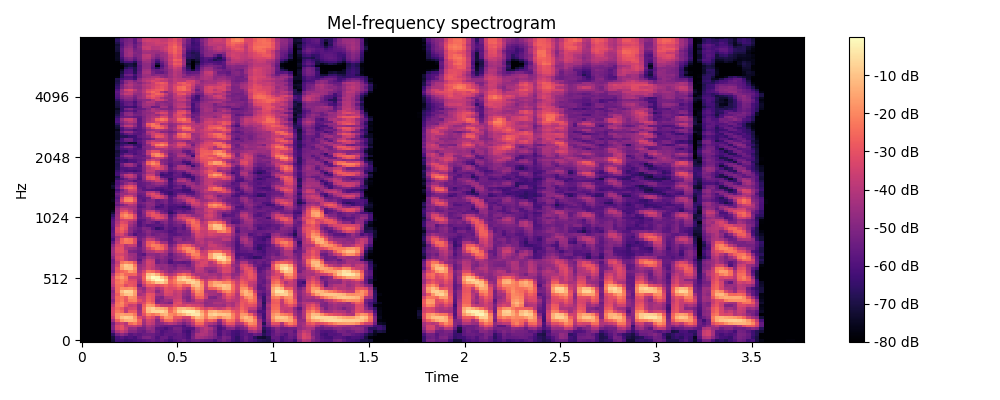 Mel-frequency spectrogram
Hz
4096
2048
1024
512
0
0
0.5
1
1.5
2
2.5
3
3.5
Time
-10 dB
-20 dB
-30 dB
-40 dB
-50 dB
-60 dB
-70 dB
-80 dB